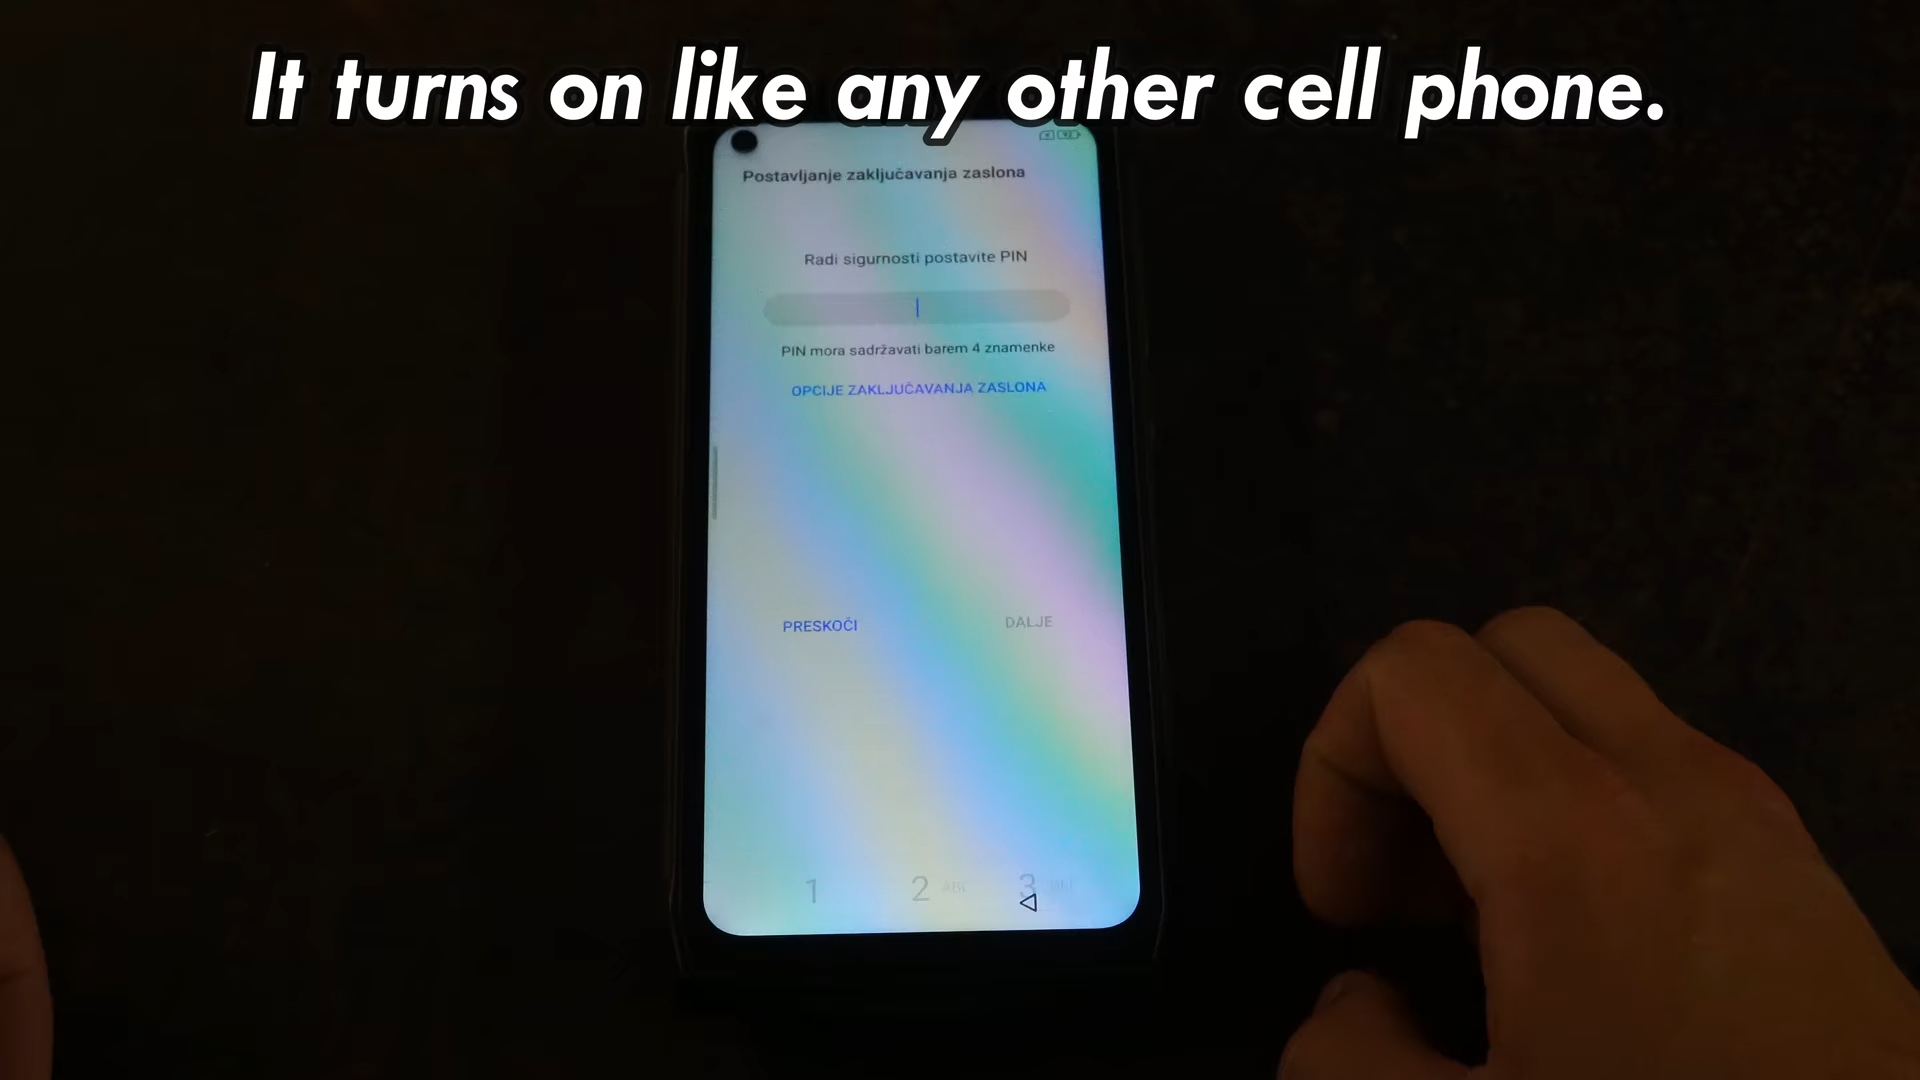 It turns on like any other cell phone.
Postavljanje zaključavanja zaslona
Radi sigurnosti postavite PIN
PIN mora sadržavati barem 4 znamenke
OPCIJE ZAKLJUČAVANJA ZASLONA
PRESKOČI DALJE
1 2 ABC 3